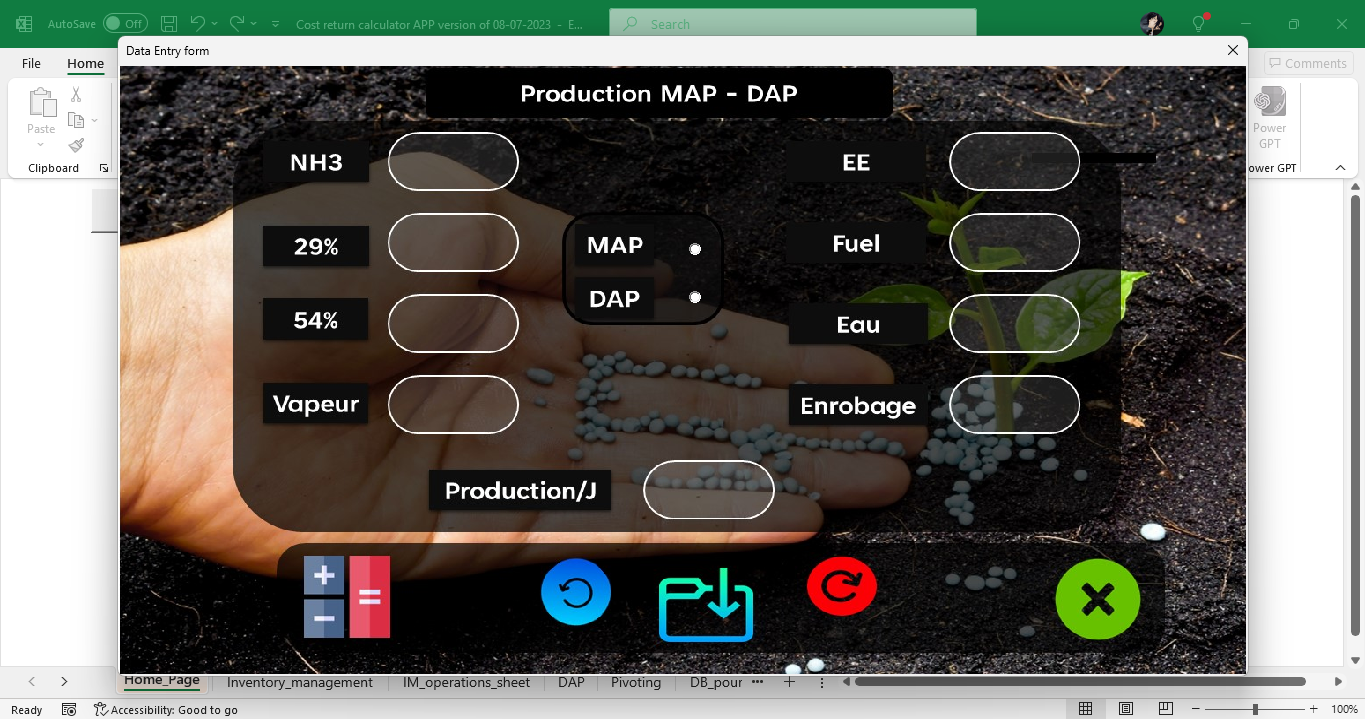 AutoSave Off
Cost return calculator APP version of 08-07-2023 - E...
Search
Data Entry form
File Home
Comments
Paste
Clipboard
Power
GPT
ower GPT
Production MAP - DAP
NH3
EE
29%
MAP
Fuel
54%
DAP
Eau
Vapeur
Enrobage
Production/J
Home_Page Inventory_management IM_operations_sheet DAP Pivoting DB_pour ...
Ready Accessibility: Good to go
100%